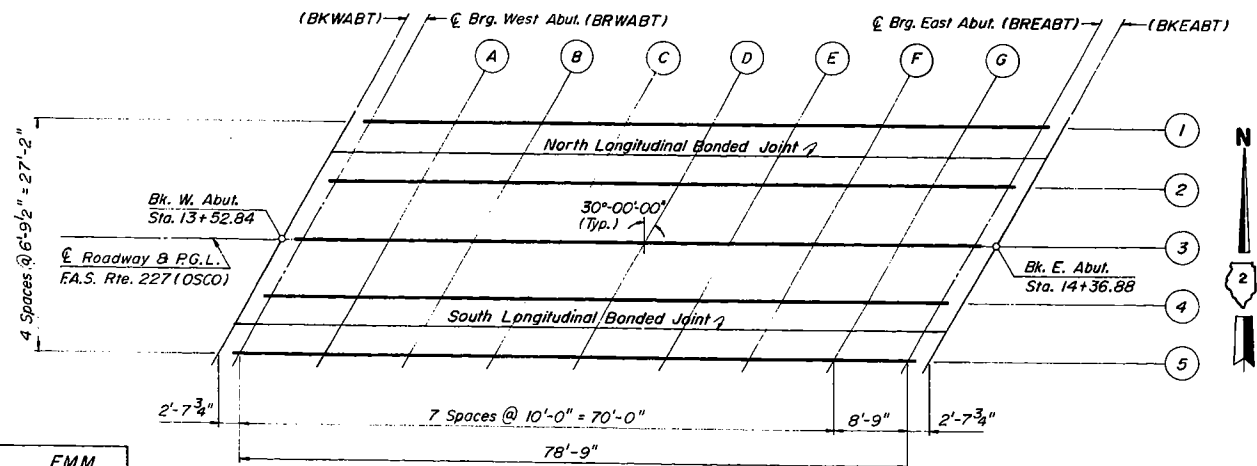 (BKWABT)
℄ Brg. West Abut. (BRWABT)
℄ Brg. East Abut. (BREABT)
(BKEABT)
A
B
C
D
E
F
G
1
North Longitudinal Bonded Joint
N
2
4 Spaces @ 6'-9½" = 27'-2"
Bk. W. Abut.
Sta. 13+52.84
30°-00'-00"
(Typ.)
3
℄ Roadway & P.G.L.
F.A.S. Rte. 227 (OSCO)
Bk. E. Abut.
Sta. 14+36.88
2
4
South Longitudinal Bonded Joint
5
2'-7¾"
7 Spaces @ 10'-0" = 70'-0"
8'-9"
2'-7¾"
78'-9"
EMM